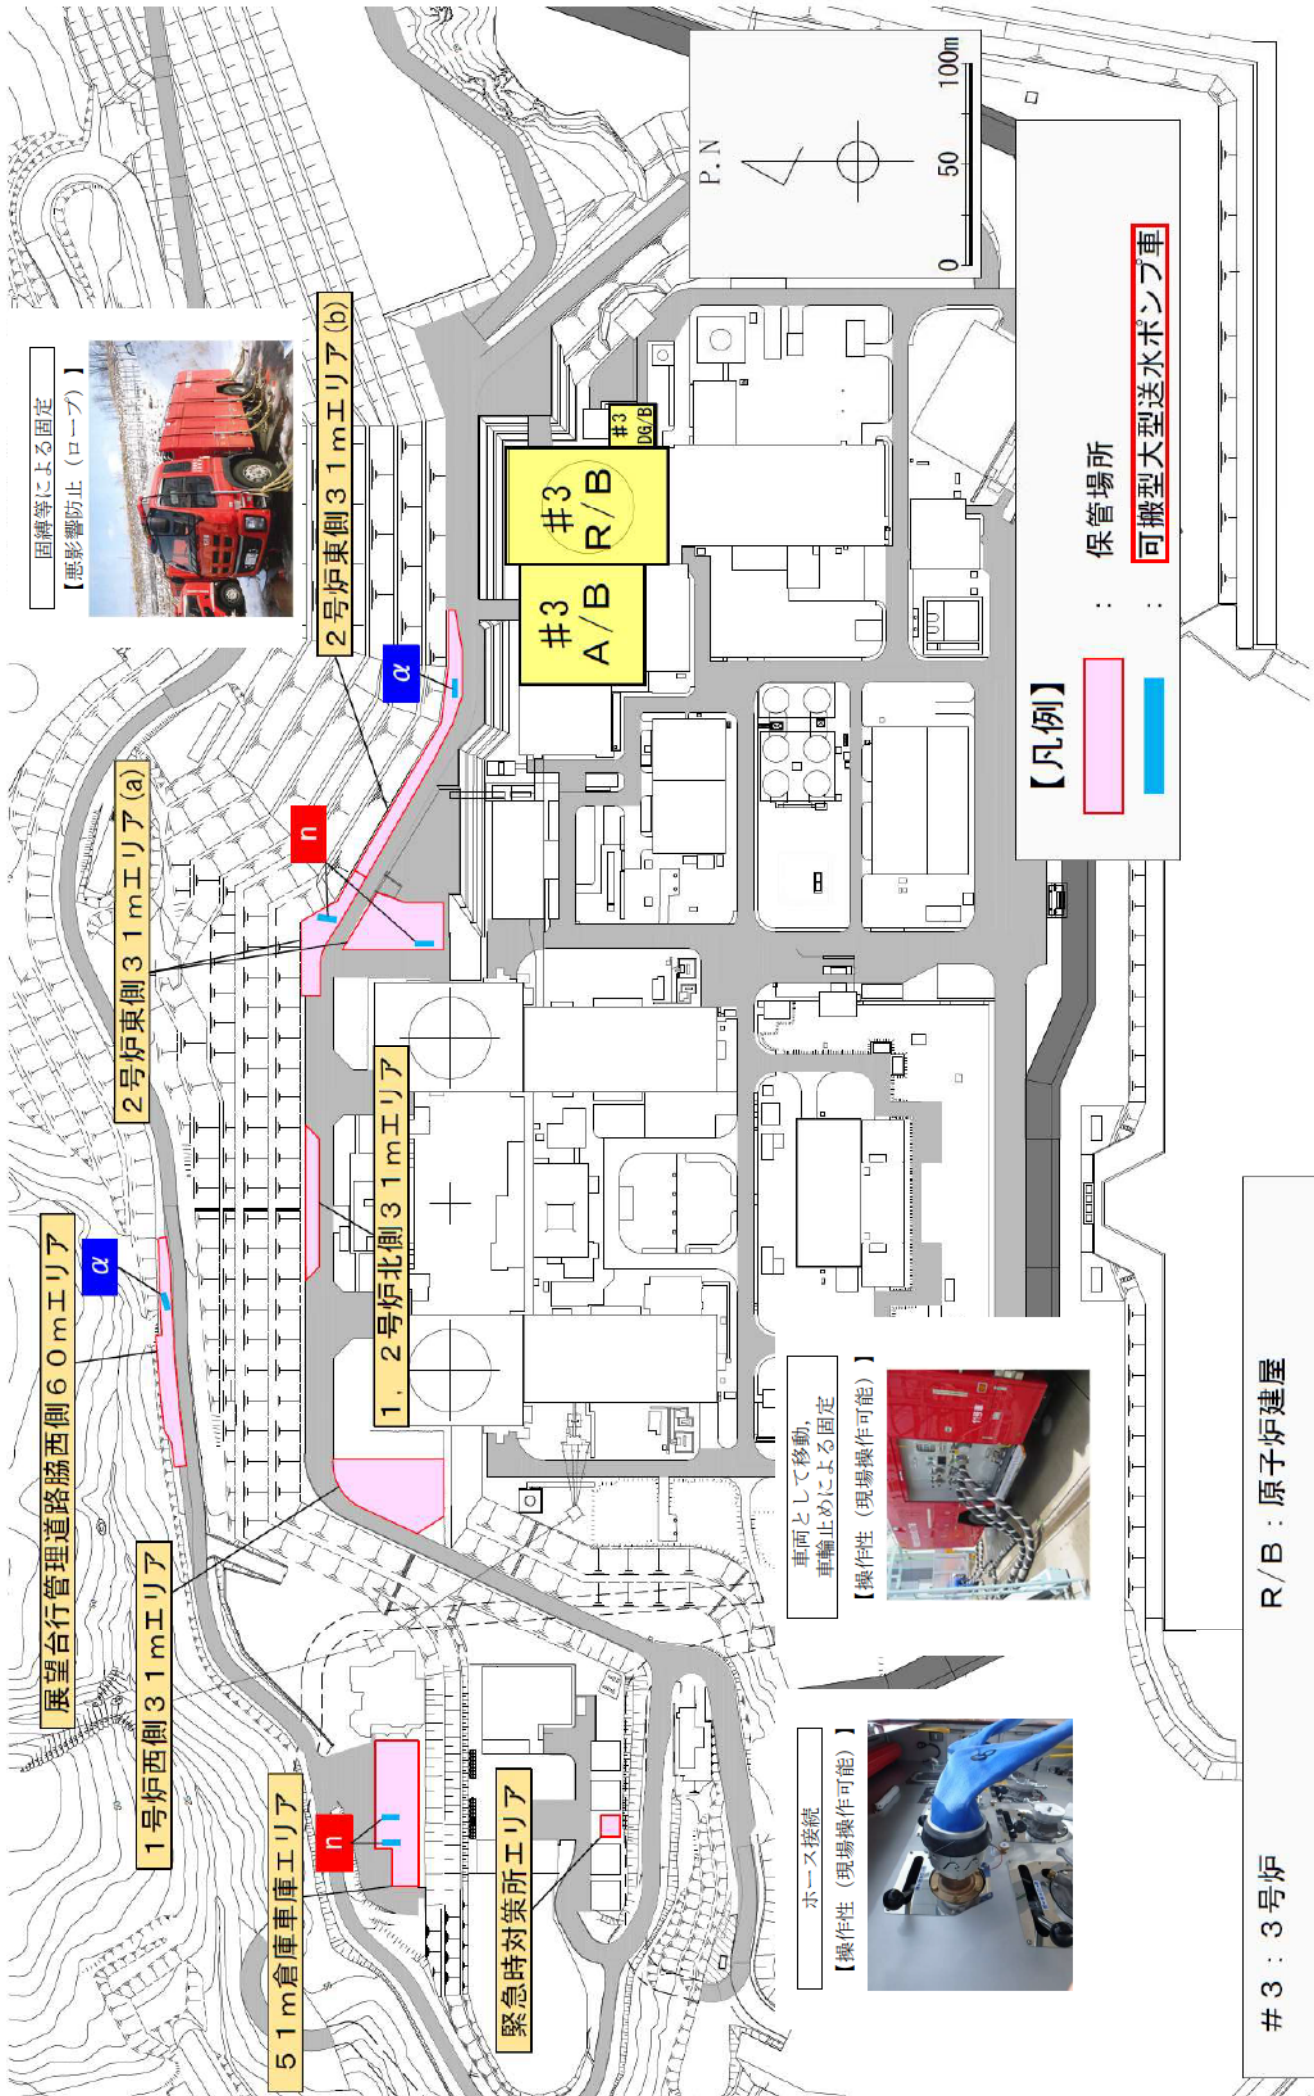 ５１ｍ倉庫車庫エリア
展望台行管理道路脇西側６０ｍエリア
１号炉西側３１ｍエリア
２号炉東側３１ｍエリア(a)
２号炉東側３１ｍエリア(b)
１，２号炉北側３１ｍエリア
緊急時対策所エリア
固縛等による固定
【悪影響防止（ロープ）】
n
α
n
α
#3
A/B
#3
R/B
#3
DG/B
P.N
0 50 100m
ホース接続
【操作性（現場操作可能）】
車両として移動，
車輪止めによる固定
【操作性（現場操作可能）】
【凡例】
： 保管場所
： 可搬型大型送水ポンプ車
＃３：３号炉 R/B：原子炉建屋